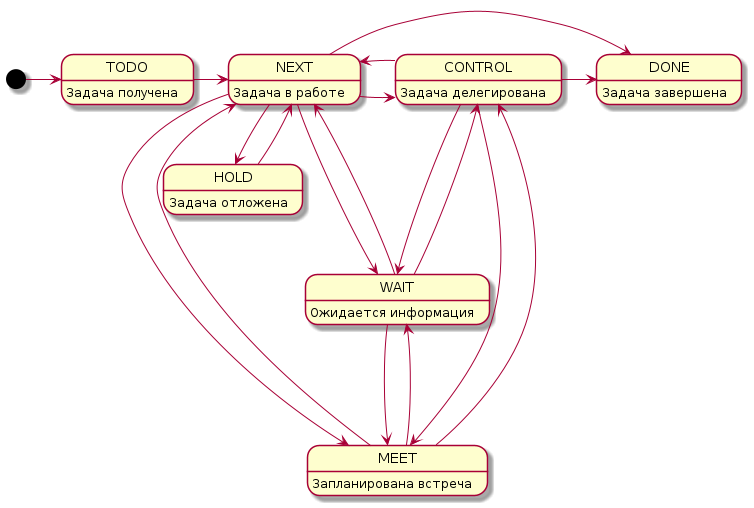 TODO
Задача получена
NEXT
Задача в работе
CONTROL
Задача делегирована
DONE
Задача завершена
HOLD
Задача отложена
WAIT
Ожидается информация
MEET
Запланирована встреча